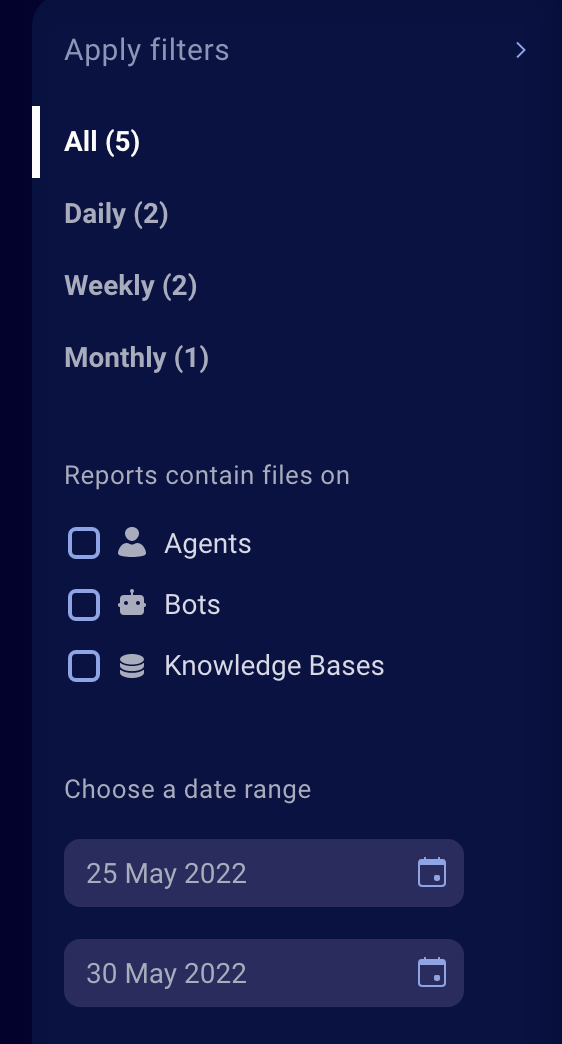 Apply filters
All (5)
Daily (2)
Weekly (2)
Monthly (1)
Reports contain files on
Agents
Bots
Knowledge Bases
Choose a date range
25 May 2022
30 May 2022